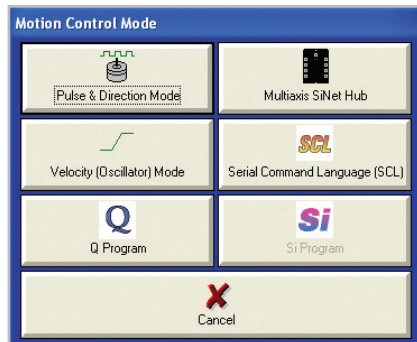 Motion Control Mode
Pulse & Direction Mode
Multiaxis SiNet Hub
Velocity (Oscillator) Mode
SCL
Serial Command Language (SCL)
Q
Q Program
Si
Si Program
Cancel